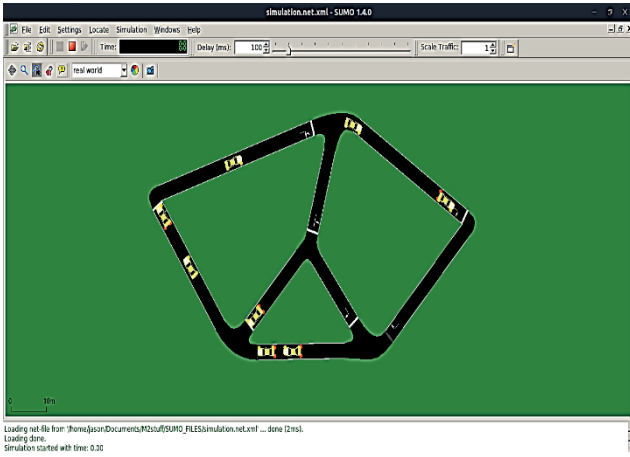 simulation.net.xml - SUMO 1.4.0
File Edit Settings Locate Simulation Windows Help
Time: Delay (ms): 100 Scale Traffic: 1
real world
0 10m
Loading net-file from '/home/jason/Documents/M2stuff/SUMO_FILES/simulation.net.xml' ... done (2ms).
Loading done.
Simulation started with time: 0.00